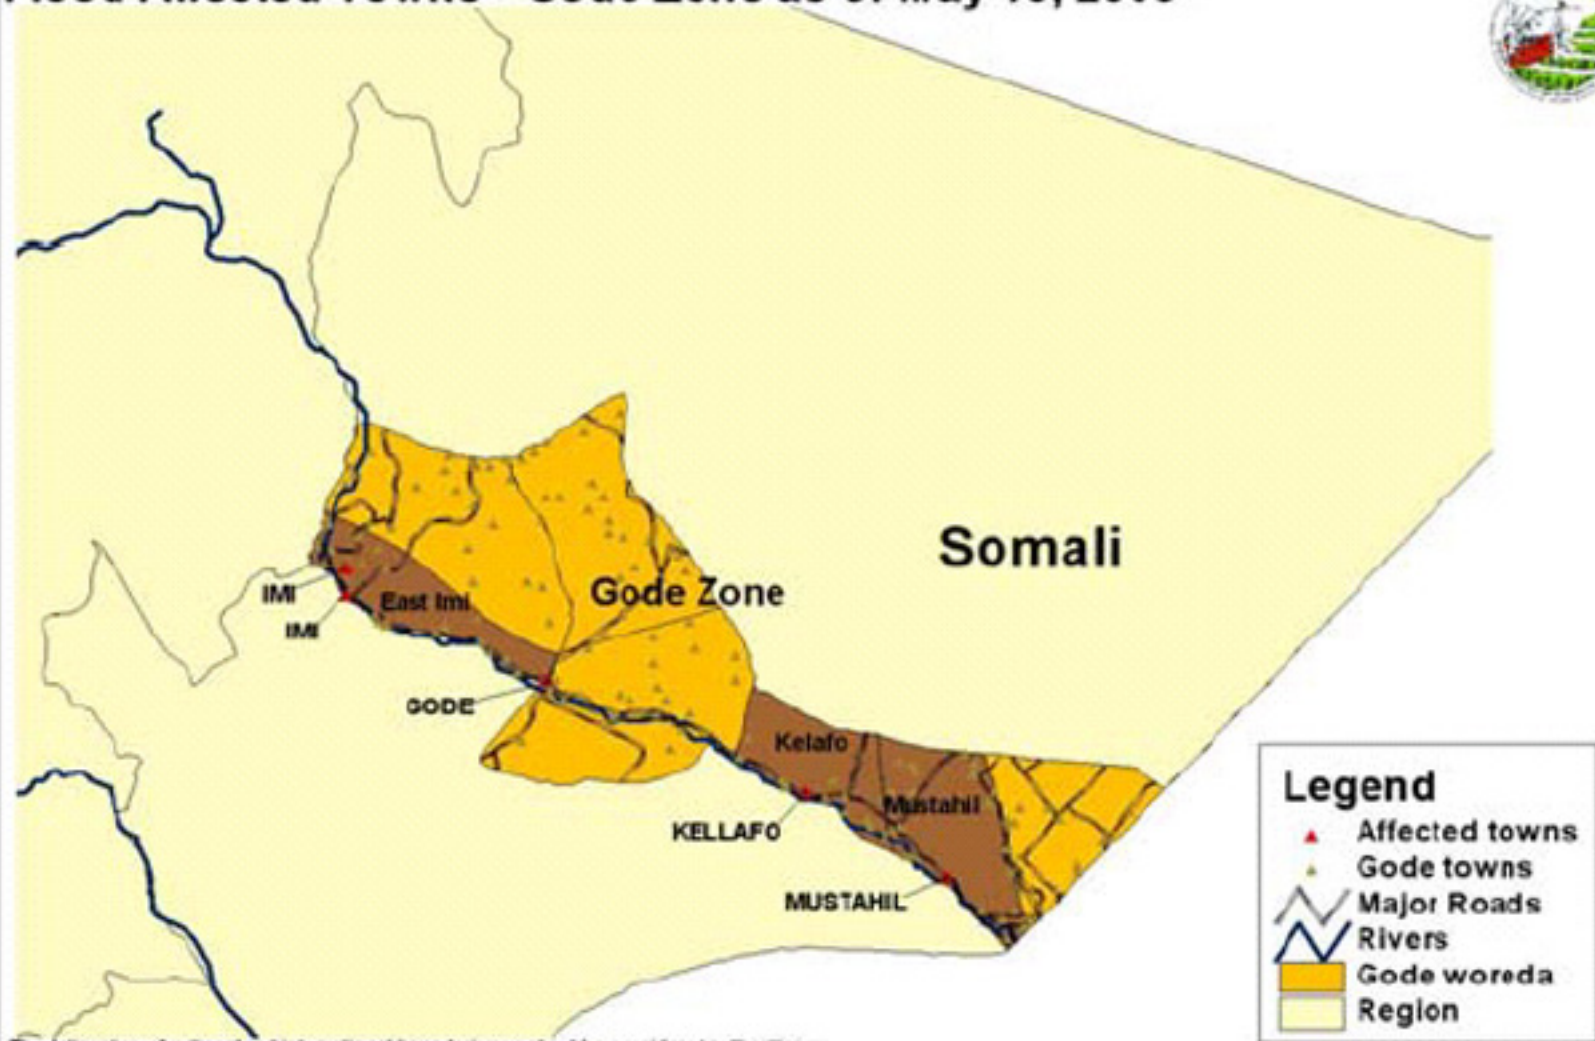 Somali
Gode Zone
IMI
East Imi
IMI
GODE
Kelafo
Mustahil
KELLAFO
MUSTAHIL
Legend
Affected towns
Gode towns
Major Roads
Rivers
Gode woreda
Region